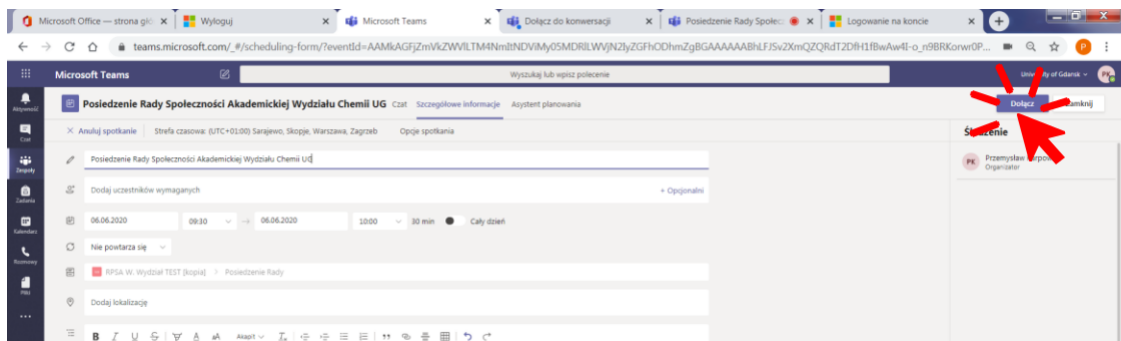 Microsoft Office — strona głó
Wyloguj
Microsoft Teams
Dołącz do konwersacji
Posiedzenie Rady Społecz
Logowanie na koncie
teams.microsoft.com/_#/scheduling-form/?eventId=
P
Microsoft Teams
Wyszukaj lub wpisz polecenie
University of Gdansk
PK
Aktywność
Posiedzenie Rady Społeczności Akademickiej Wydziału Chemii UG Czat Szczegółowe informacje Asystent planowania
Dołącz
Zamknij
Czat
Anuluj spotkanie
Strefa czasowa: (UTC+01:00) Sarajewo, Skopje, Warszawa, Zagrzeb
Opcje spotkania
Zespoły
Posiedzenie Rady Społeczności Akademickiej Wydziału Chemii UG
PK
Przemysław
Organizator
Zadania
Dodaj uczestników wymaganych
+ Opcjonalni
Kalendarz
06.06.2020 09:30 → 06.06.2020 10:00 30 min Cały dzień
Rozmowy
Nie powtarza się
RPSA W. Wydział TEST [kopia] > Posiedzenie Rady
Pliki
Dodaj lokalizację
B I U S A AA Akapit